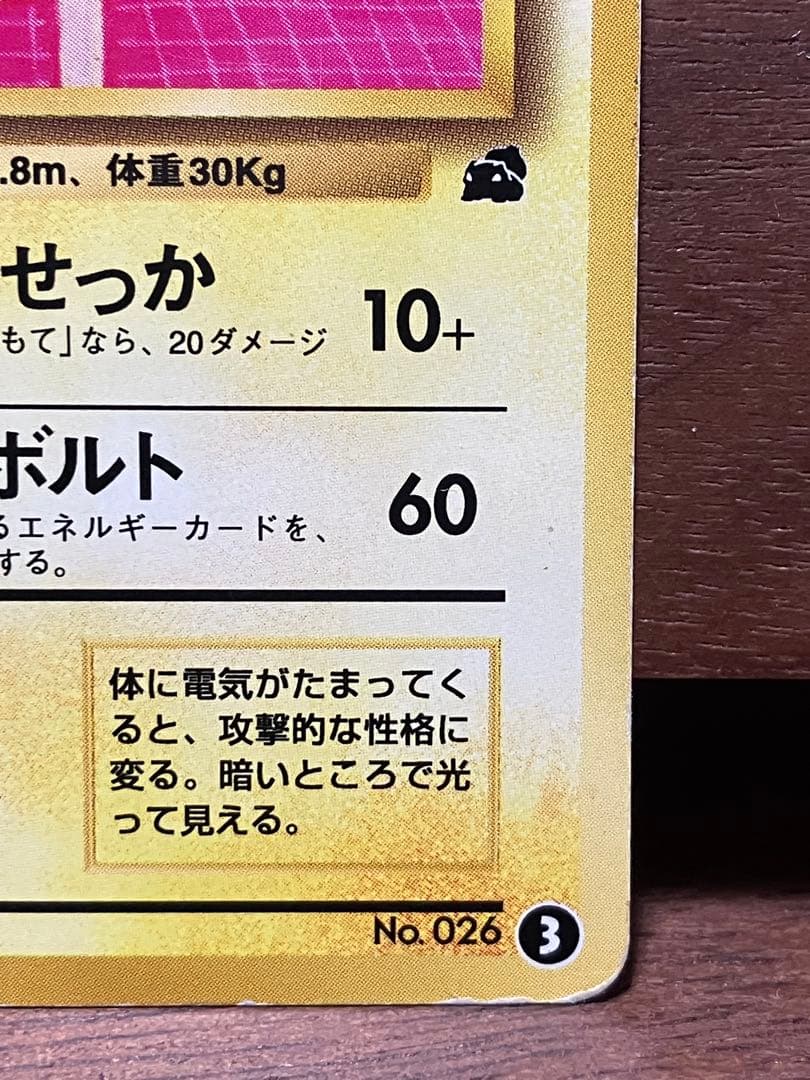 .8m、体重30Kg
せっか
10+
もて」なら、20ダメージ
ボルト
60
るエネルギーカードを、
する。
体に電気がたまってく
ると、攻撃的な性格に
変る。暗いところで光
って見える。
No. 026 3